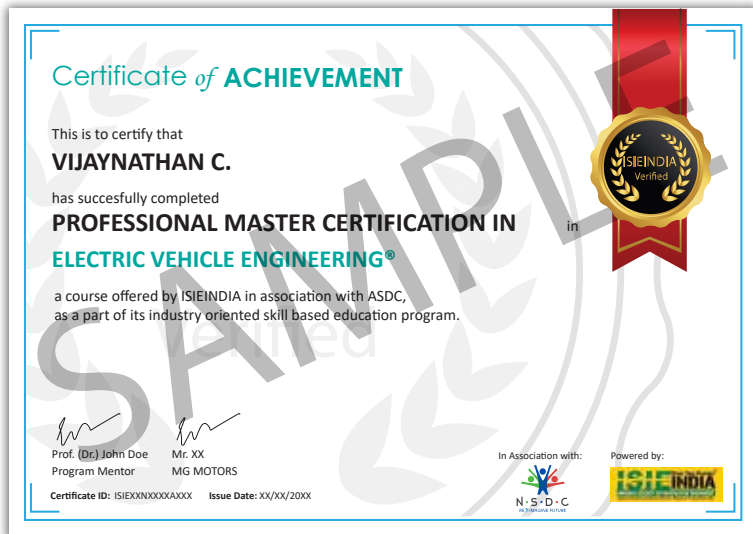 Certificate of ACHIEVEMENT
This is to certify that
VIJAYNATHAN C.
has succesfully completed
PROFESSIONAL MASTER CERTIFICATION IN in
ELECTRIC VEHICLE ENGINEERING®
a course offered by ISIEINDIA in association with ASDC,
as a part of its industry oriented skill based education program.
Verified
SAMPLE
ISIEINDIA
Verified
Prof. (Dr.) John Doe
Program Mentor
Mr. XX
MG MOTORS
Certificate ID: ISIEXXNXXXXAXXX Issue Date: XX/XX/20XX
In Association with:
N·S·D·C
RE IMAGINE FUTURE
Powered by:
ISIEINDIA